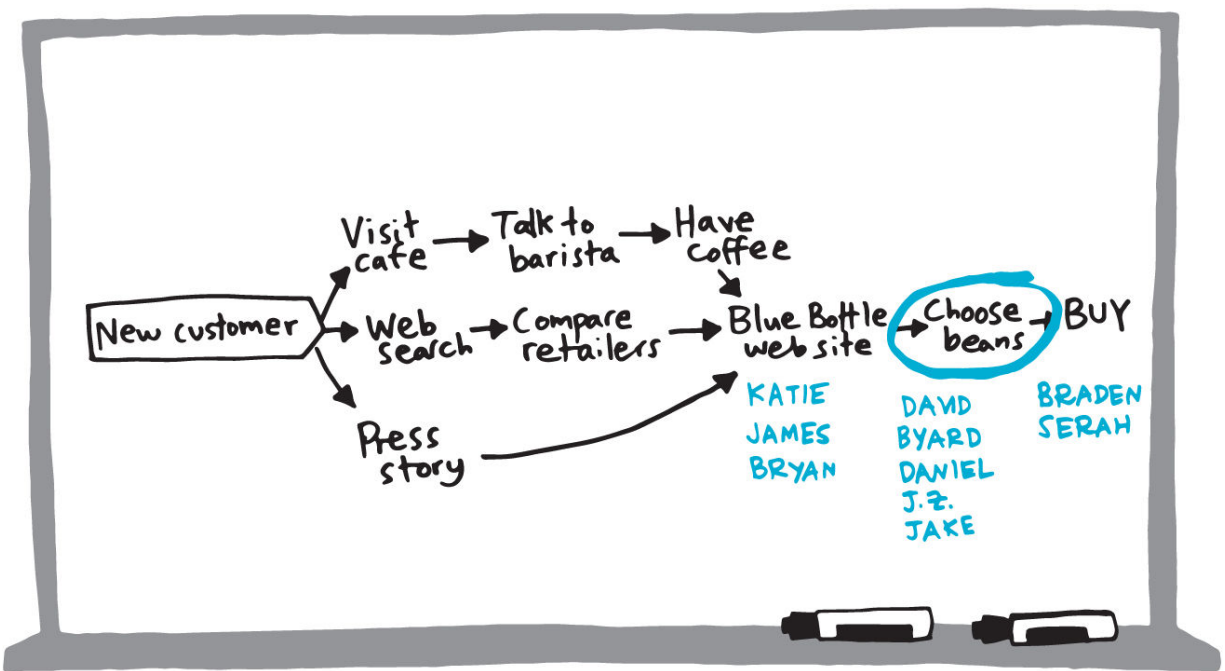 Visit
cafe
Talk to
barista
Have
coffee
New customer
Web
search
Compare
retailers
Blue Bottle
web site
Choose
beans
BUY
Press
story
KATIE
JAMES
BRYAN
DAVID
BYARD
DANIEL
J.Z.
JAKE
BRADEN
SERAH